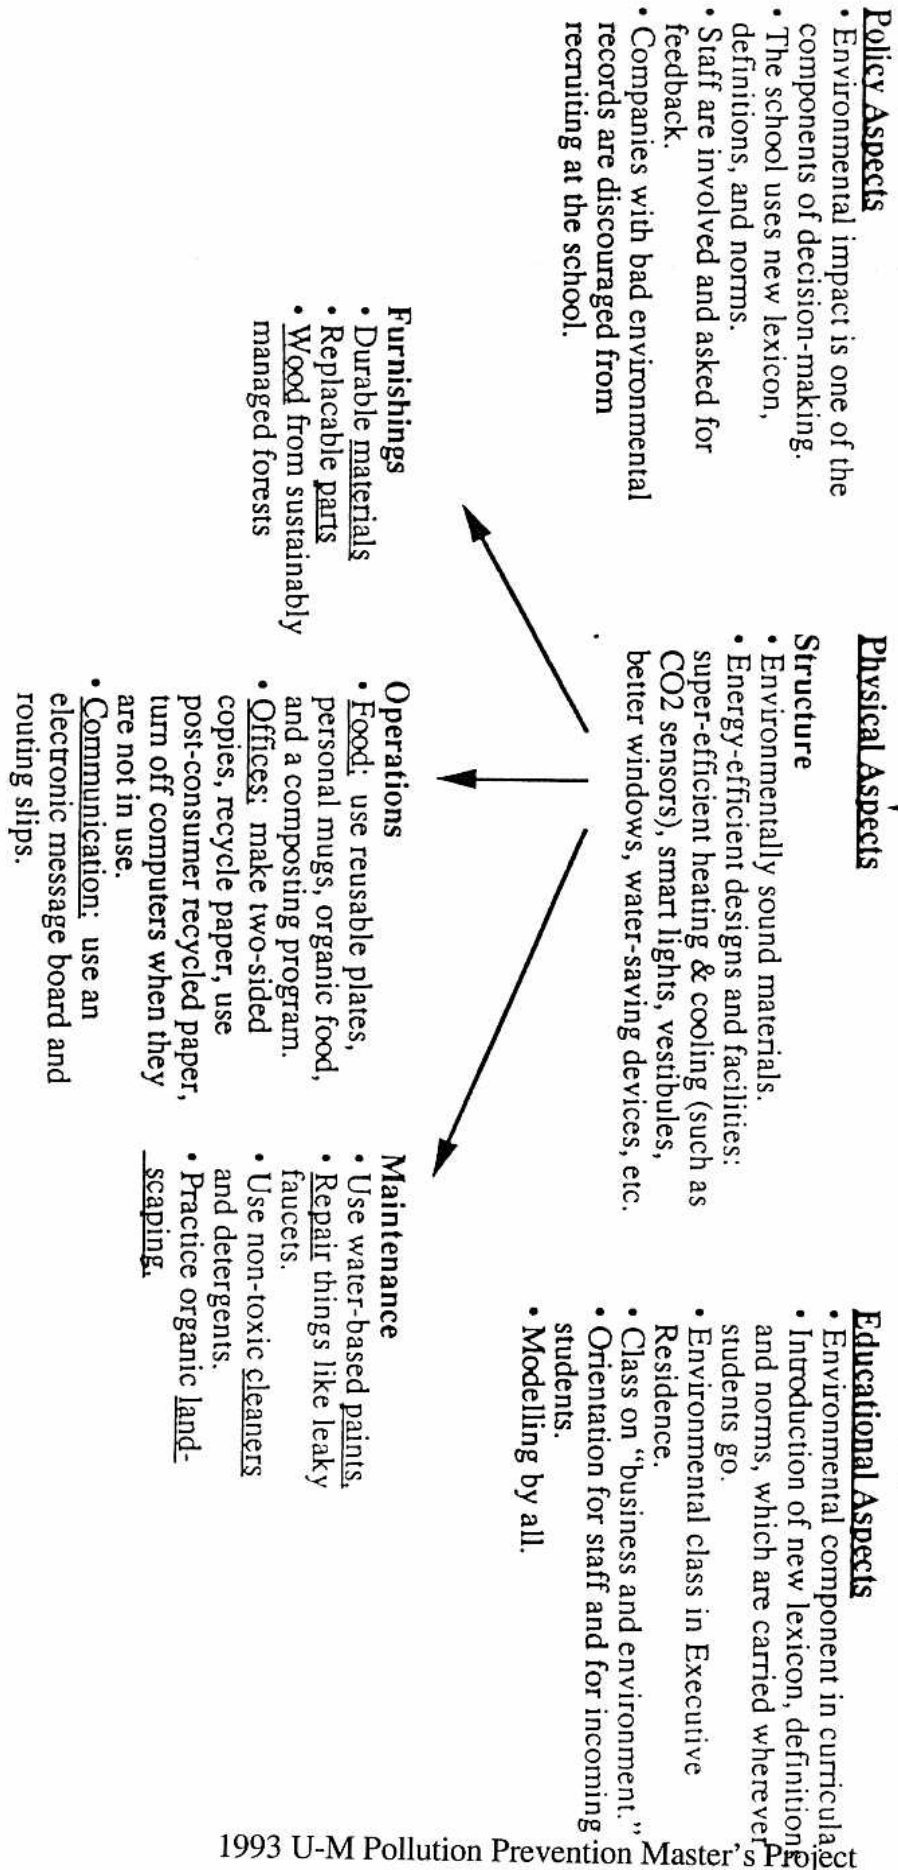 Policy Aspects
• Environmental impact is one of the
components of decision-making.
• The school uses new lexicon,
definitions, and norms.
• Staff are involved and asked for
feedback.
• Companies with bad environmental
records are discouraged from
recruiting at the school.
Physical Aspects
Structure
• Environmentally sound materials.
• Energy-efficient designs and facilities:
super-efficient heating & cooling (such as
CO2 sensors), smart lights, vestibules,
better windows, water-saving devices, etc.
Furnishings
• Durable materials
• Replacable parts
• Wood from sustainably
managed forests
Operations
• Food: use reusable plates,
personal mugs, organic food,
and a composting program.
• Offices: make two-sided
copies, recycle paper, use
post-consumer recycled paper,
turn off computers when they
are not in use.
• Communication: use an
electronic message board and
routing slips.
Maintenance
• Use water-based paints.
• Repair things like leaky
faucets.
• Use non-toxic cleaners
and detergents.
• Practice organic land-
scaping.
Educational Aspects
• Environmental component in curricula
• Introduction of new lexicon, definition
and norms, which are carried wherever
students go.
• Environmental class in Executive
Residence.
• Class on "business and environment."
• Orientation for staff and for incoming
students.
• Modelling by all.
1993 U-M Pollution Prevention Master's Project